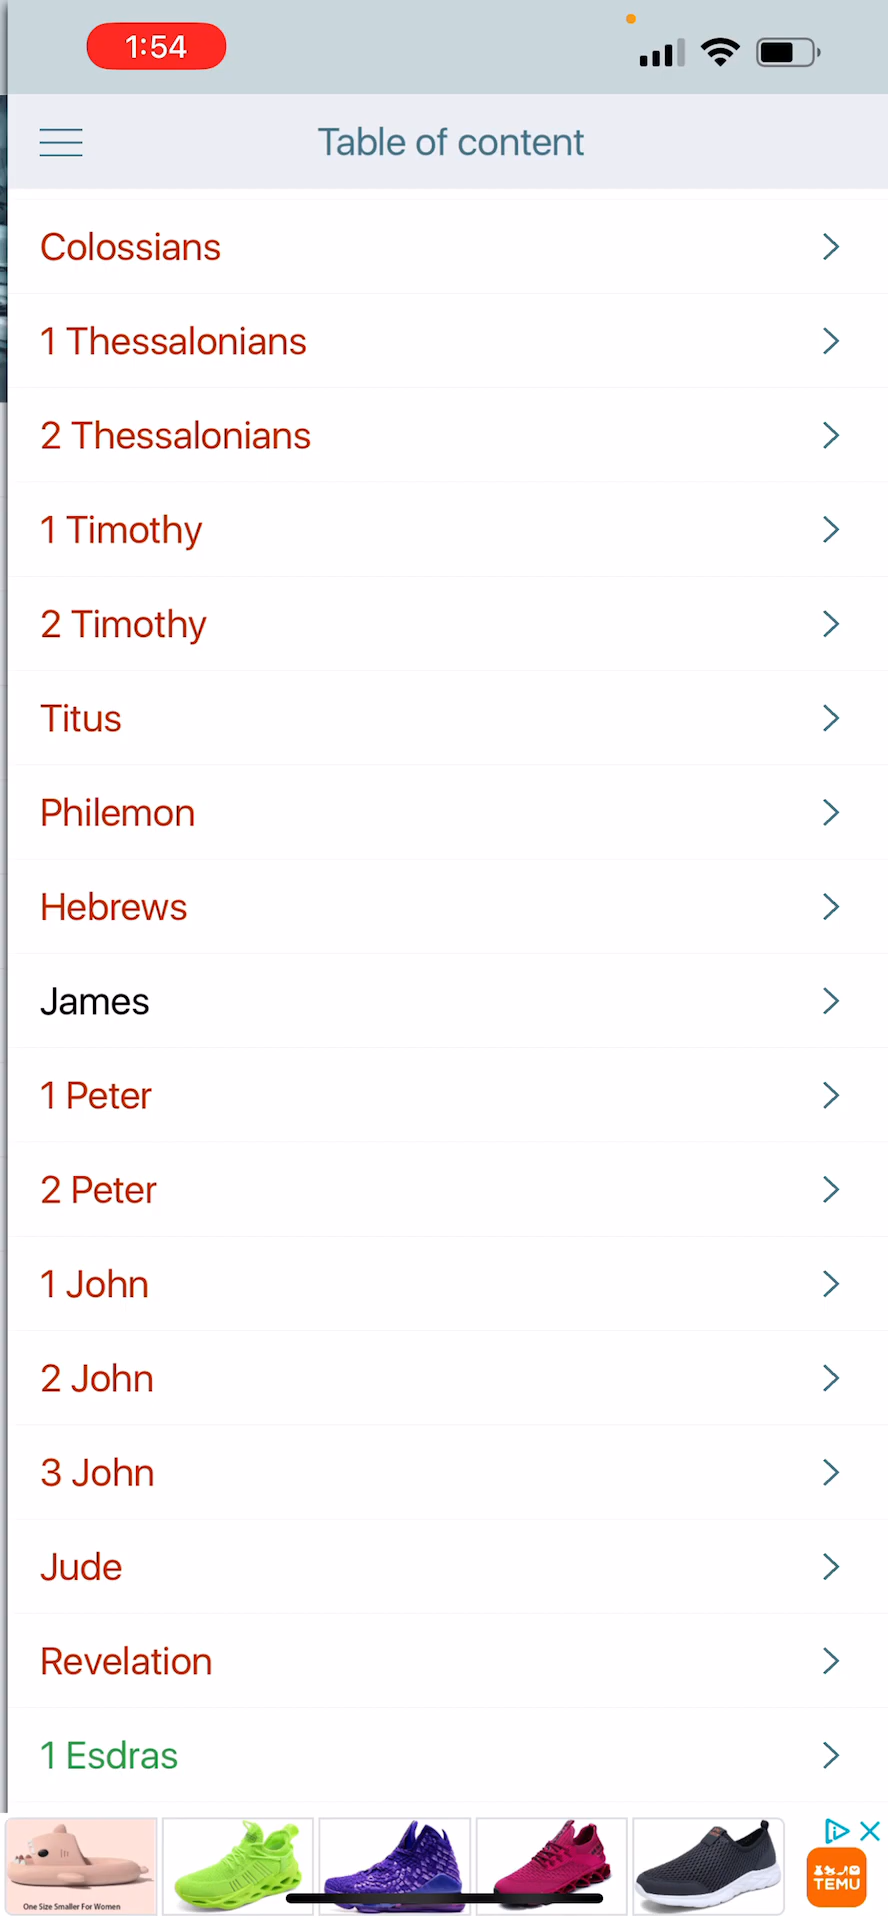 1:54
Table of content
Colossians
1 Thessalonians
2 Thessalonians
1 Timothy
2 Timothy
Titus
Philemon
Hebrews
James
1 Peter
2 Peter
1 John
2 John
3 John
Jude
Revelation
1 Esdras
One Size Smaller For Women
TEMU